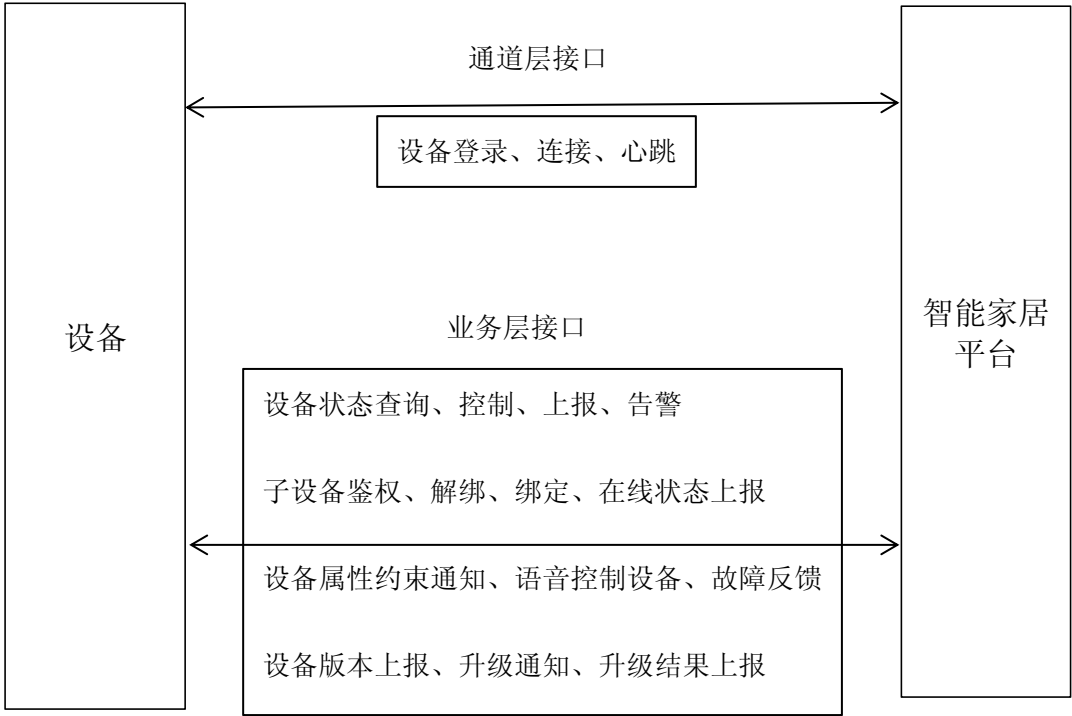 通道层接口
设备登录、连接、心跳
设备
业务层接口
智能家居
平台
设备状态查询、控制、上报、告警
子设备鉴权、解绑、绑定、在线状态上报
设备属性约束通知、语音控制设备、故障反馈
设备版本上报、升级通知、升级结果上报